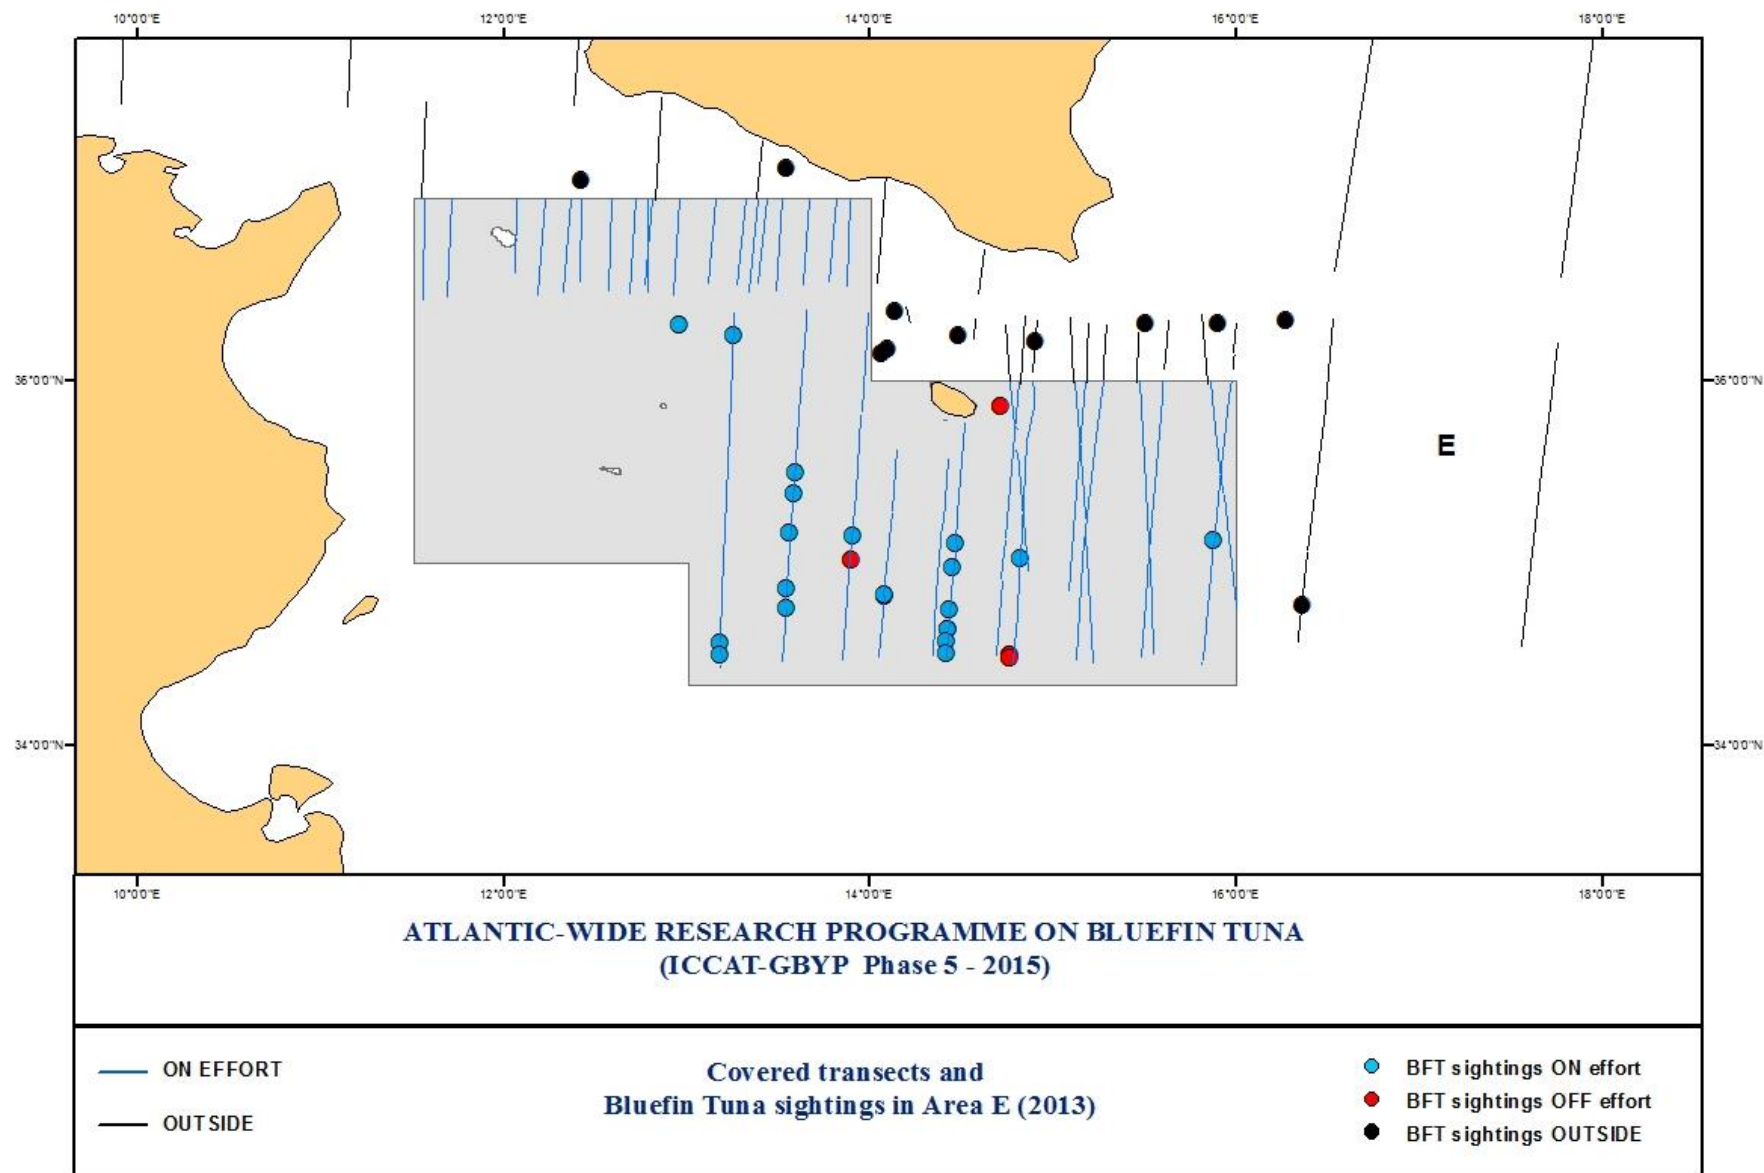 10°0'0"E 12°0'0"E 14°0'0"E 16°0'0"E 18°0'0"E
36°0'0"N 36°0'0"N
E
34°0'0"N 34°0'0"N
10°0'0"E 12°0'0"E 14°0'0"E 16°0'0"E 18°0'0"E
ATLANTIC-WIDE RESEARCH PROGRAMME ON BLUEFIN TUNA
(ICCAT-GBYP Phase 5 - 2015)
ON EFFORT
OUTSIDE
Covered transects and
Bluefin Tuna sightings in Area E (2013)
BFT sightings ON effort
BFT sightings OFF effort
BFT sightings OUTSIDE